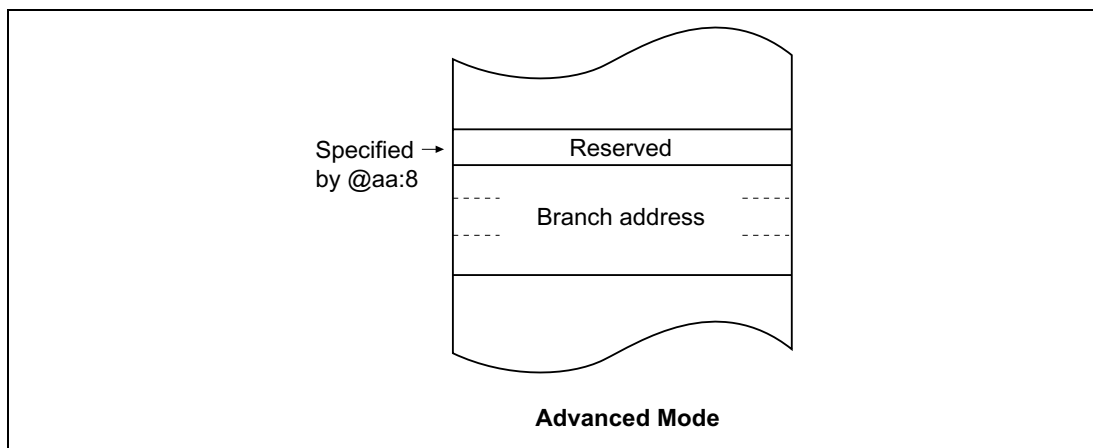 Reserved
Specified
by @aa:8
Branch address
Advanced Mode